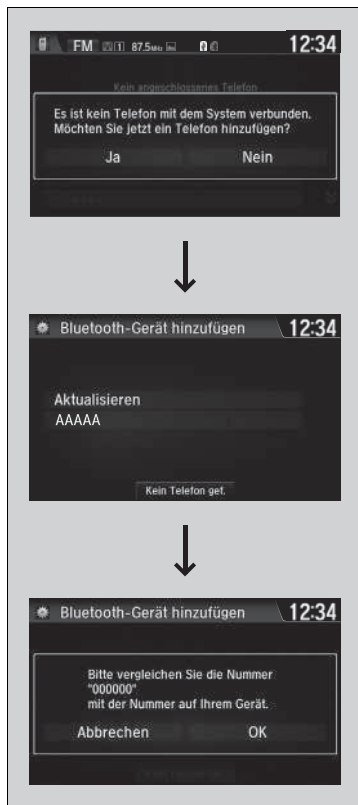 FM 1 87.5MHz 12:34
Kein angeschlossenes Telefon
Es ist kein Telefon mit dem System verbunden.
Möchten Sie jetzt ein Telefon hinzufügen?
Ja Nein
Bluetooth-Gerät hinzufügen 12:34
Aktualisieren
AAAAA
Kein Telefon gef.
Bluetooth-Gerät hinzufügen 12:34
Bitte vergleichen Sie die Nummer
"000000"
mit der Nummer auf Ihrem Gerät.
Abbrechen OK